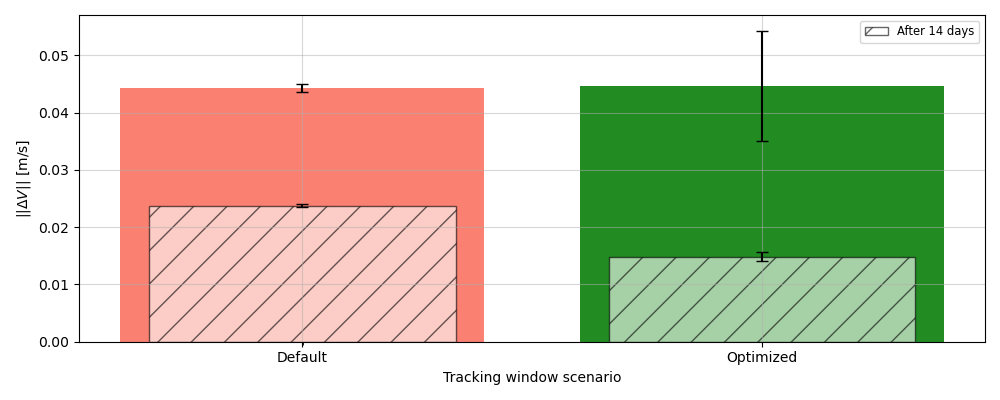 After 14 days
0.05
0.04
0.03
0.02
0.01
0.00
||ΔV|| [m/s]
Default
Optimized
Tracking window scenario